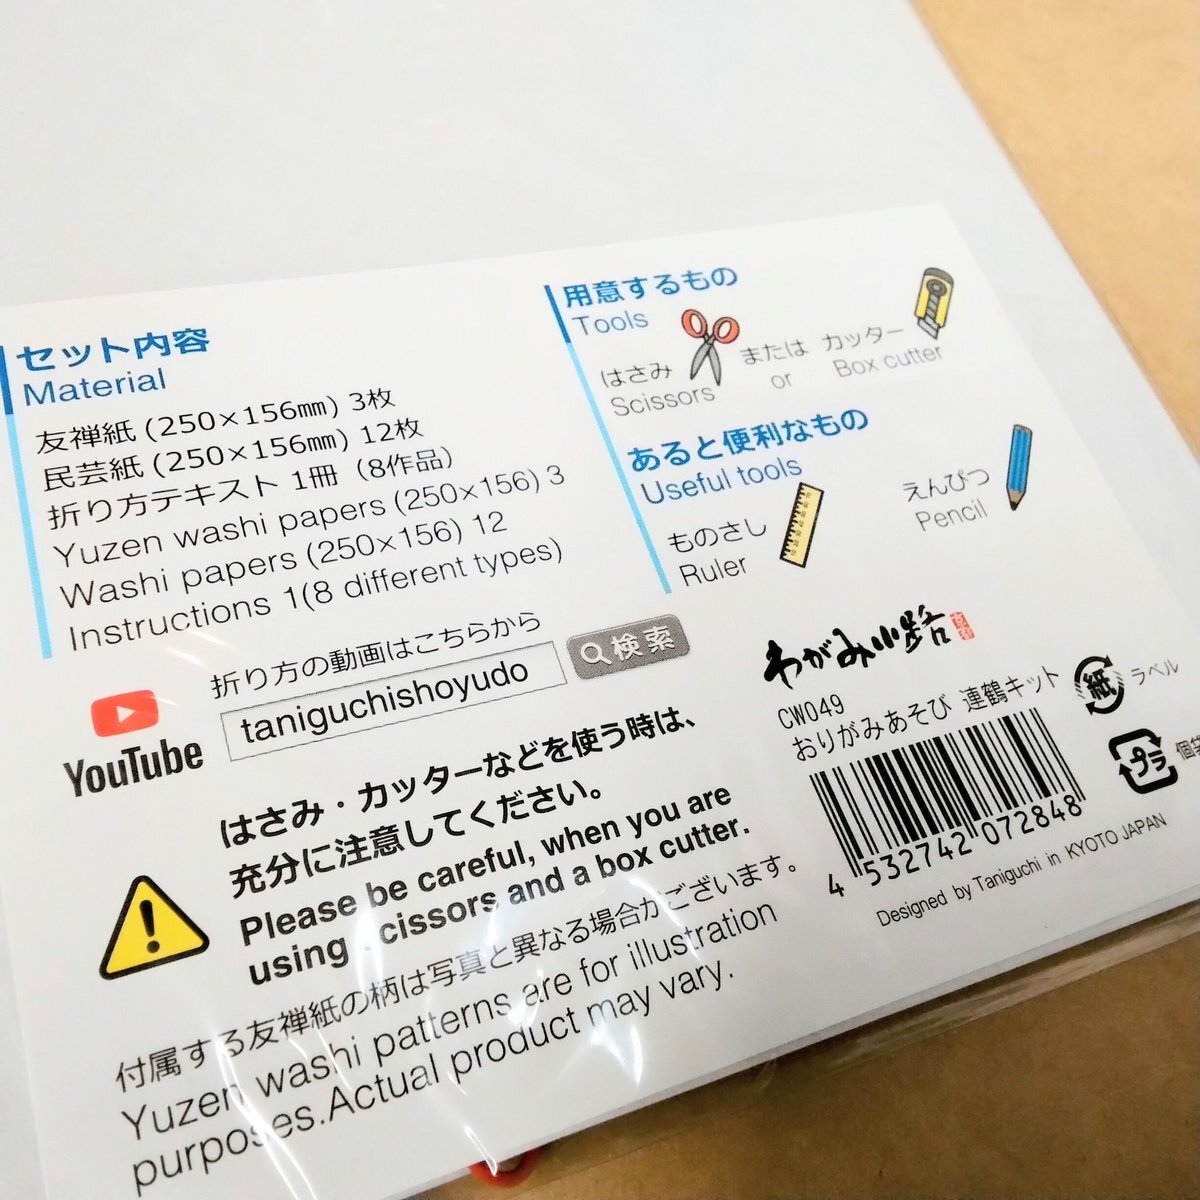 セット内容
Material
友禅紙 (250×156㎜) 3枚
民芸紙 (250×156㎜) 12枚
折り方テキスト 1冊（8作品）
Yuzen washi papers (250×156) 3
Washi papers (250×156) 12
Instructions 1(8 different types)
用意するもの
Tools
はさみ
Scissors
または
or
カッター
Box cutter
あると便利なもの
Useful tools
ものさし
Ruler
えんぴつ
Pencil
折り方の動画はこちらから
YouTube
taniguchishoyudo
検索
はさみ・カッターなどを使う時は、
充分に注意してください。
Please be careful, when you are
using scissors and a box cutter.
付属する友禅紙の柄は写真と異なる場合がございます。
Yuzen washi patterns are for illustration
purposes.Actual product may vary.
わがみ小路
京都
CW049
おりがみあそび 連鶴キット
紙
ラベル
プラ
個袋
4 532742 072848
Designed by Taniguchi in KYOTO JAPAN